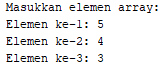 Masukkan elemen array:
Elemen ke-1: 5
Elemen ke-2: 4
Elemen ke-3: 3